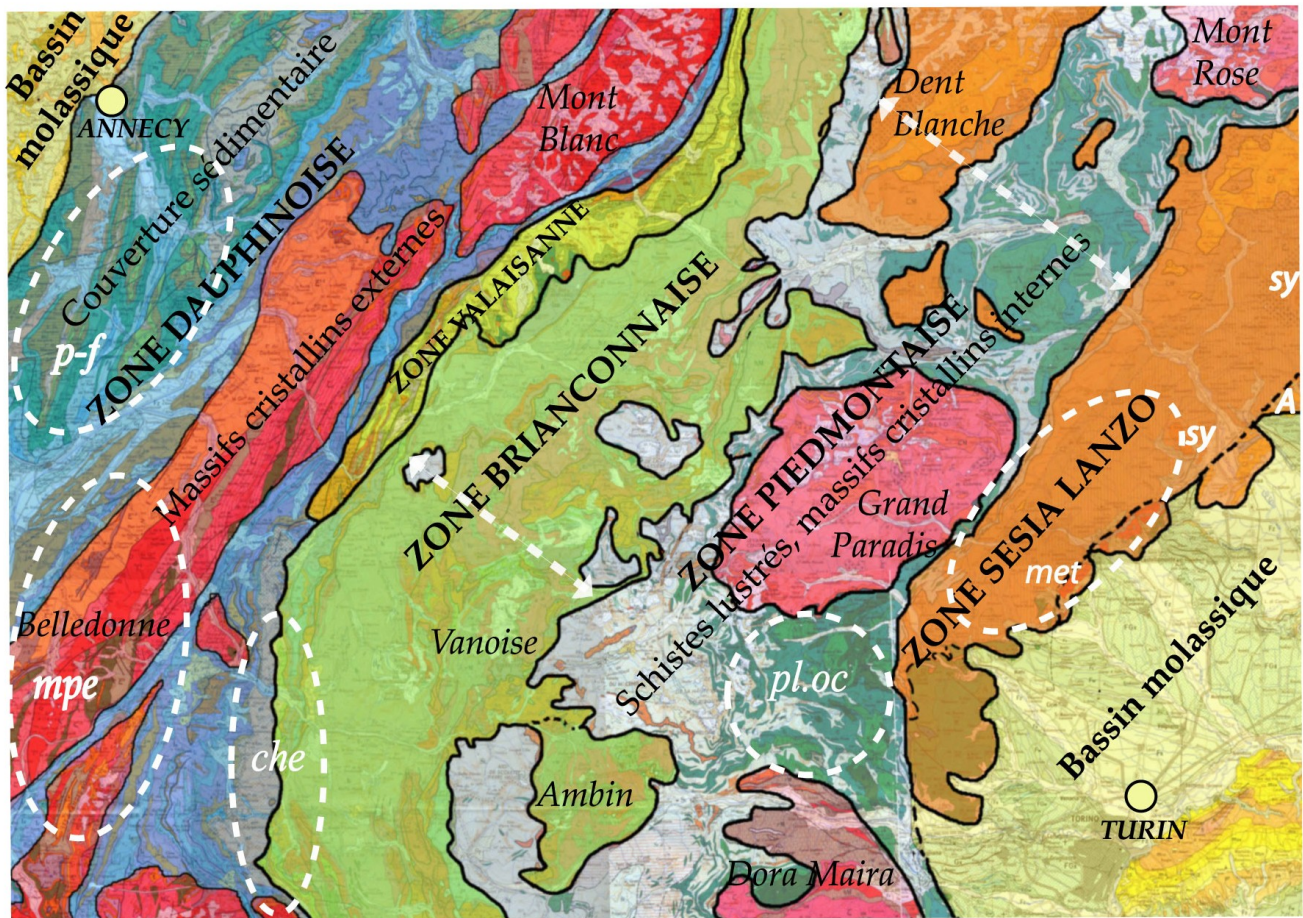 Bassin
molassique
ANNECY
Couverture sédimentaire
ZONE DAUPHINOISE
p-f
Massifs cristallins externes
Mont
Blanc
Dent
Blanche
Mont
Rose
ZONE VALAISANNE
ZONE BRIANCONNAISE
ZONE PIEDMONTAISE
Schistes lustrés, massifs cristallins internes
Grand
Paradis
ZONE SESIA LANZO
sy
A
sy
met
Belledonne
mpe
che
Vanoise
pl.oc
Ambin
Dora Maira
Bassin molassique
TURIN